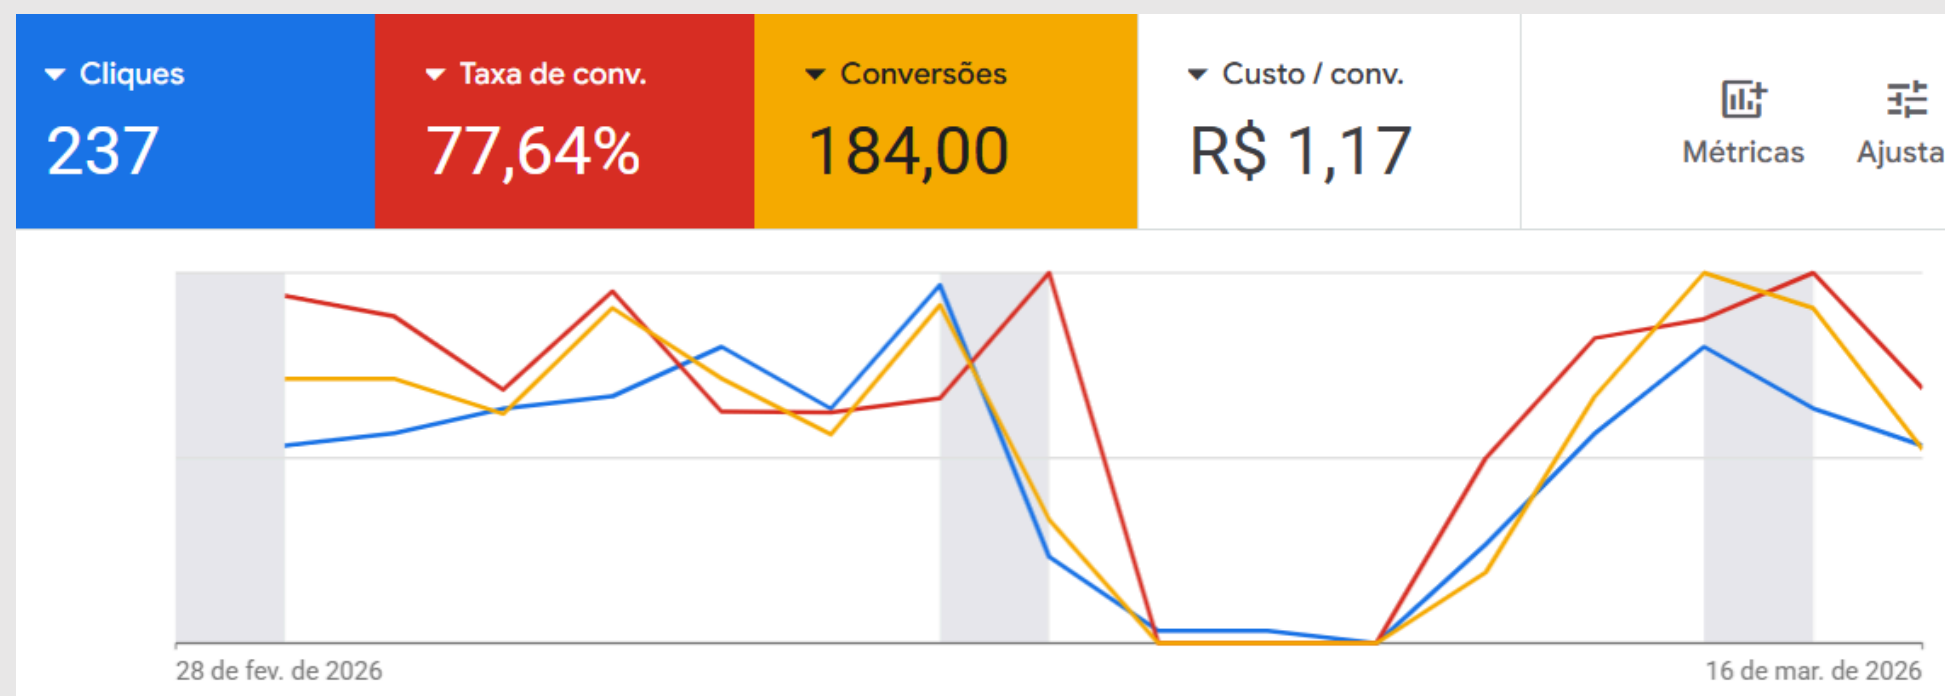 Cliques
237
Taxa de conv.
77,64%
Conversões
184,00
Custo / conv.
R$ 1,17
Métricas
Ajusta
28 de fev. de 2026
16 de mar. de 2026